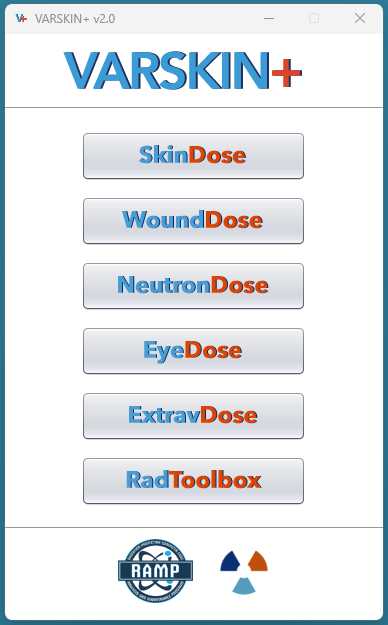 VARSKIN+ v2.0
VARSKIN+
SkinDose
WoundDose
NeutronDose
EyeDose
ExtravDose
RadToolbox
RAMP